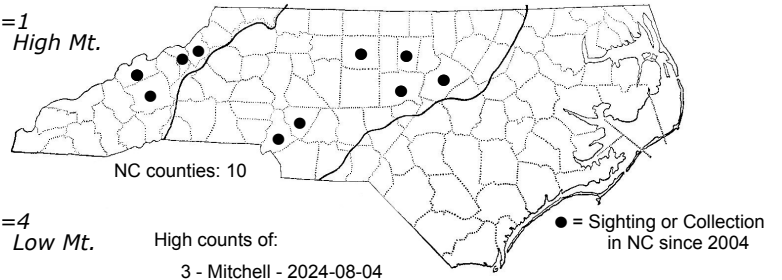 =1
High Mt.
NC counties: 10
=4
Low Mt.
High counts of:
3 - Mitchell - 2024-08-04
● = Sighting or Collection
in NC since 2004